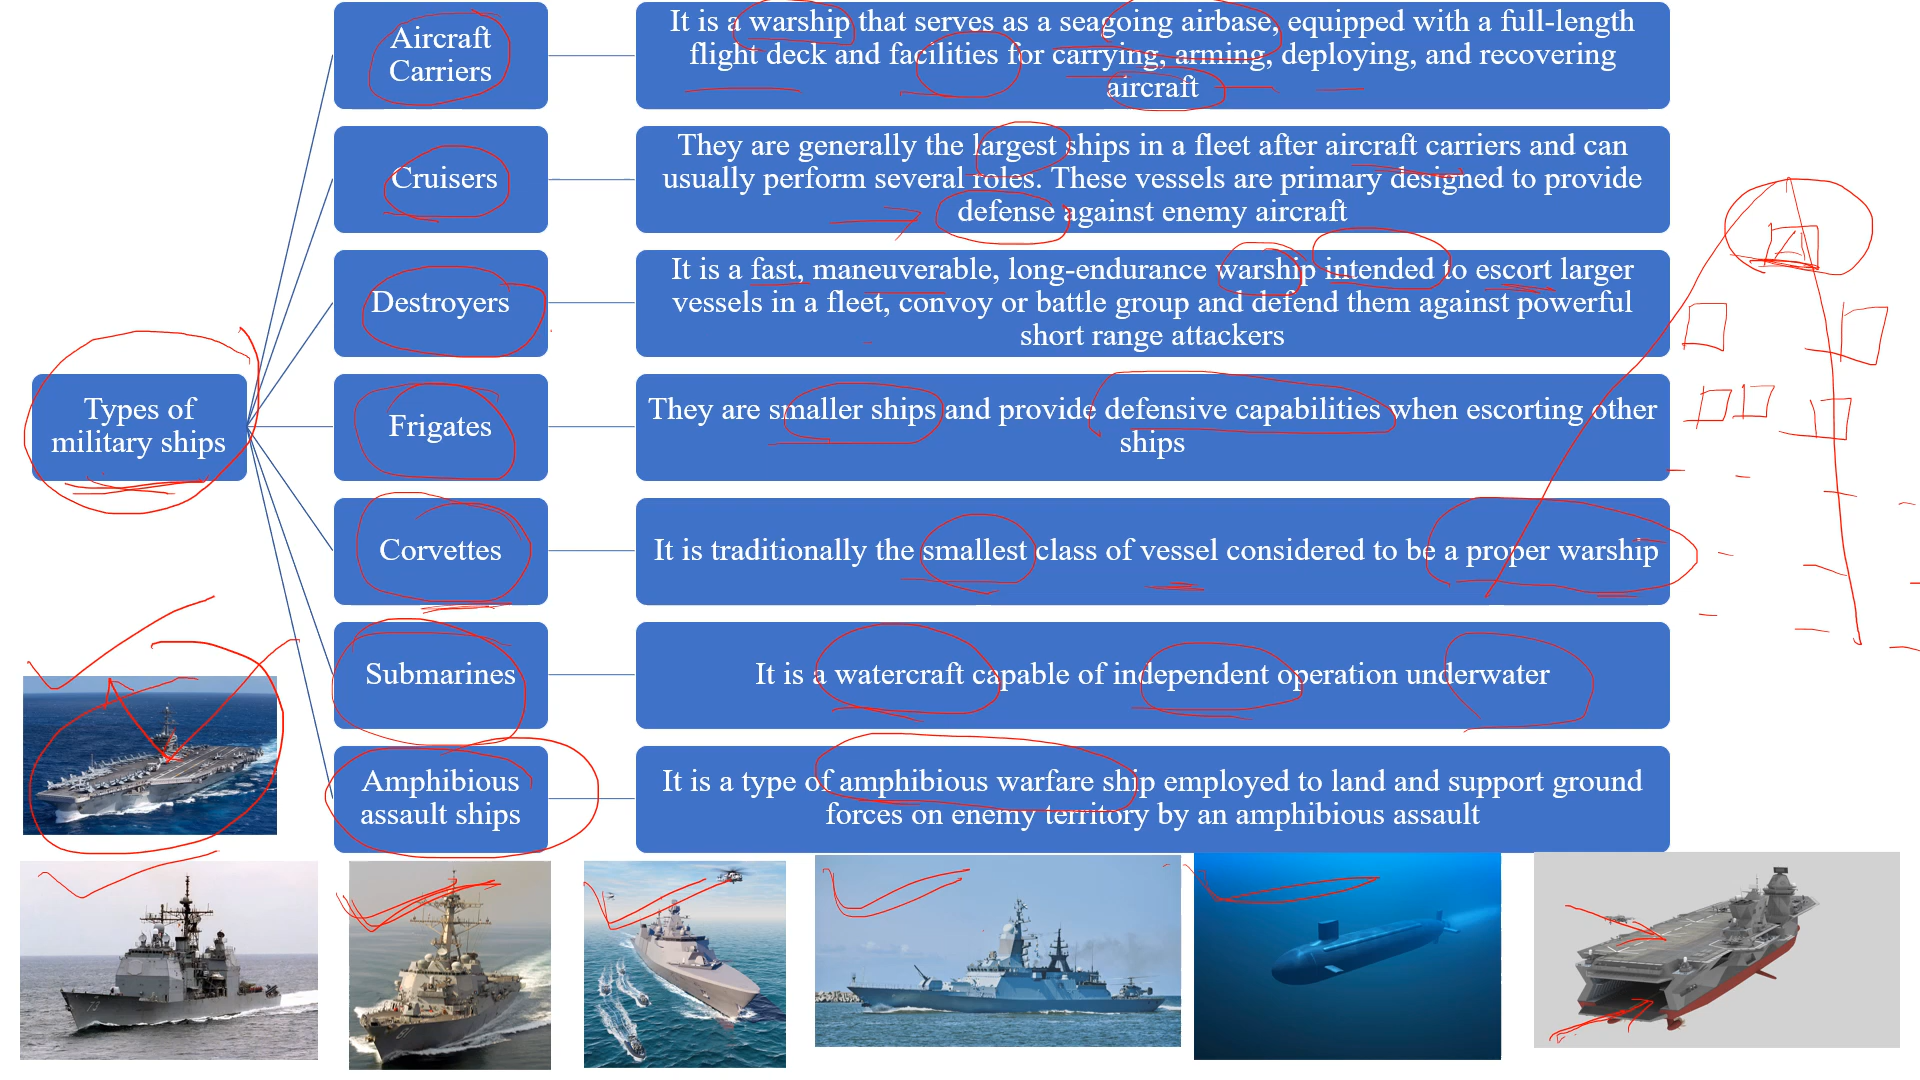 Types of
military ships
Aircraft
Carriers
It is a warship that serves as a seagoing airbase, equipped with a full-length
flight deck and facilities for carrying, arming, deploying, and recovering
aircraft
Cruisers
They are generally the largest ships in a fleet after aircraft carriers and can
usually perform several roles. These vessels are primary designed to provide
defense against enemy aircraft
Destroyers
It is a fast, maneuverable, long-endurance warship intended to escort larger
vessels in a fleet, convoy or battle group and defend them against powerful
short range attackers
Frigates
They are smaller ships and provide defensive capabilities when escorting other
ships
Corvettes
It is traditionally the smallest class of vessel considered to be a proper warship
Submarines
It is a watercraft capable of independent operation underwater
Amphibious
assault ships
It is a type of amphibious warfare ship employed to land and support ground
forces on enemy territory by an amphibious assault